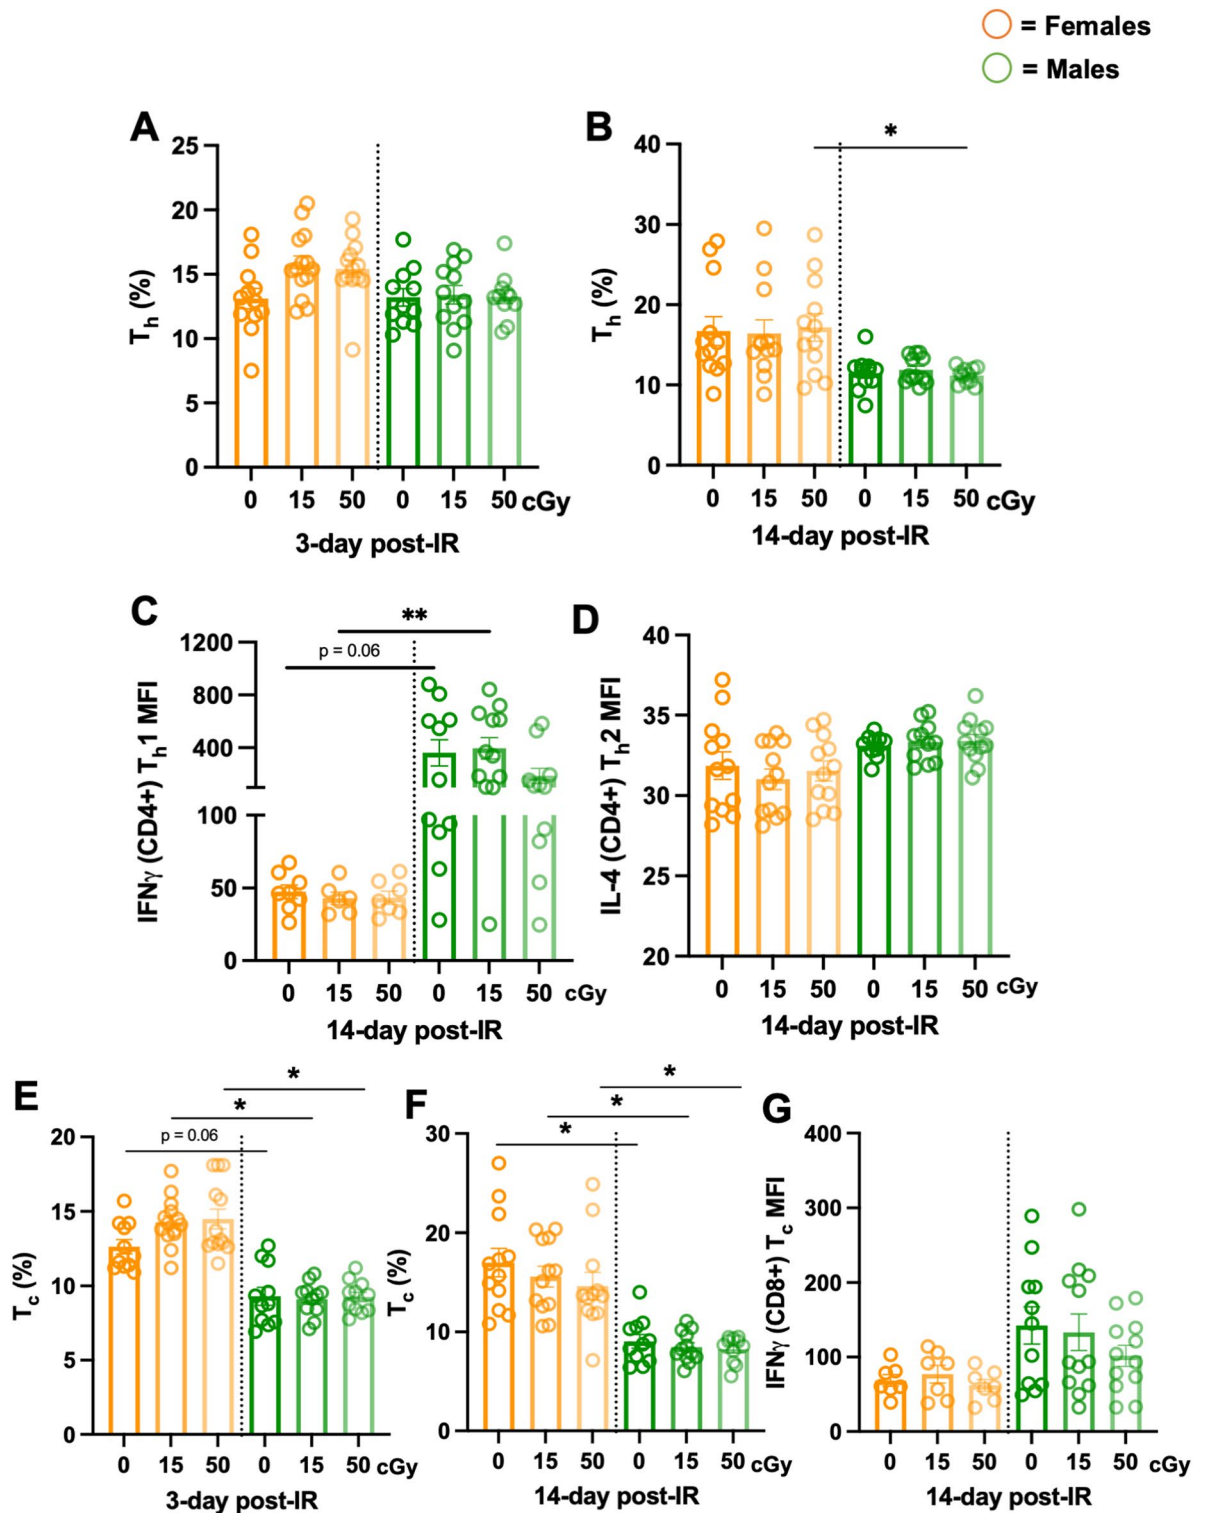 = Females
= Males
A
25
20
15
10
5
0
Th (%)
0 15 50 0 15 50 cGy
3-day post-IR
B
*
40
30
20
10
0
Th (%)
0 15 50 0 15 50 cGy
14-day post-IR
C
**
p = 0.06
1200
800
400
100
50
0
IFNγ (CD4+) Th1 MFI
0 15 50 0 15 50 cGy
14-day post-IR
D
40
35
30
25
20
IL-4 (CD4+) Th2 MFI
0 15 50 0 15 50 cGy
14-day post-IR
E
*
*
p = 0.06
20
15
10
5
0
Tc (%)
0 15 50 0 15 50 cGy
3-day post-IR
F
*
*
*
30
20
10
0
Tc (%)
0 15 50 0 15 50 cGy
14-day post-IR
G
400
300
200
100
0
IFNγ (CD8+) Tc MFI
0 15 50 0 15 50 cGy
14-day post-IR